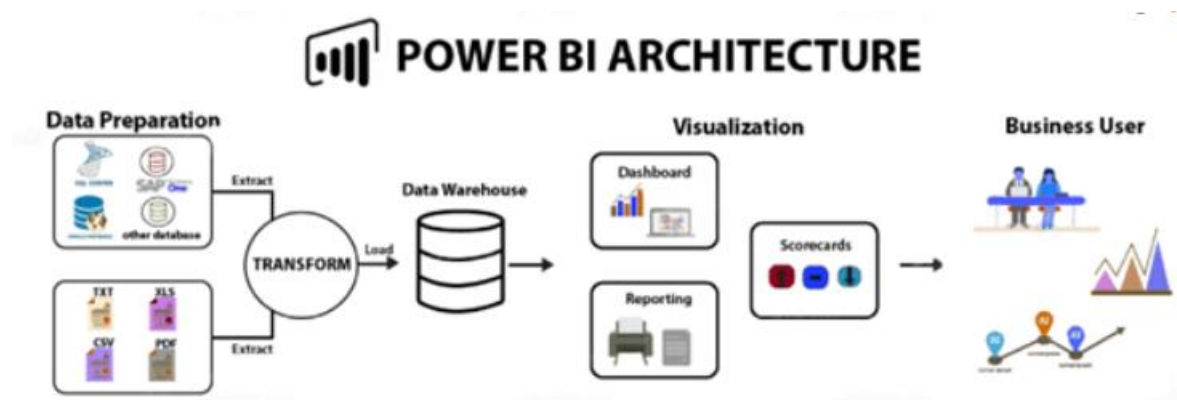 POWER BI ARCHITECTURE
Data Preparation
Visualization
Business User
SAP
One
other database
Extract
TRANSFORM
Load
Data Warehouse
Dashboard
Scorecards
Reporting
TXT
XLS
CSV
PDF
Extract